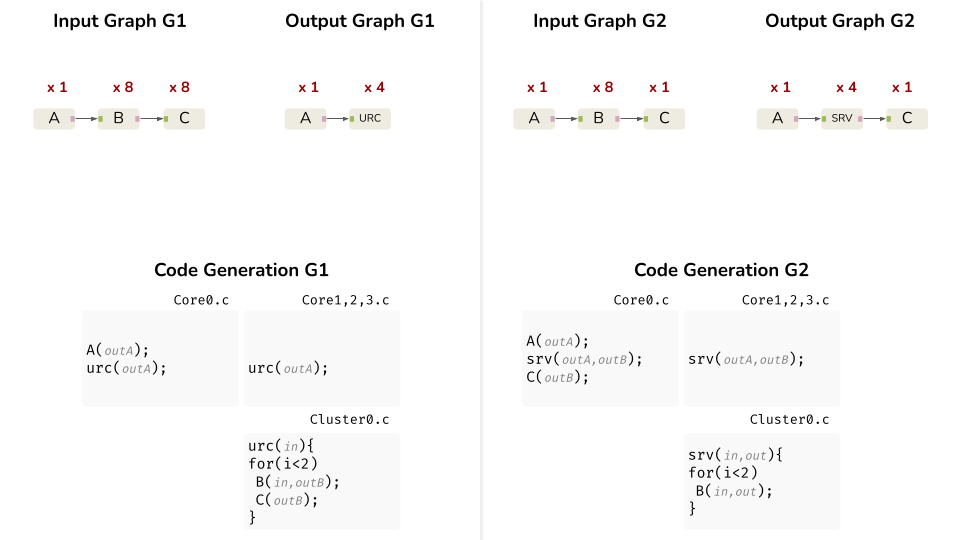 Input Graph G1
Output Graph G1
x 1
x 8
x 8
x 1
x 4
A
B
C
A
URC
Code Generation G1
Core0.c
Core1,2,3.c
A(outA);
urc(outA);
urc(outA);
Cluster0.c
urc(in){
for(i<2)
B(in,outB);
C(outB);
}
Input Graph G2
Output Graph G2
x 1
x 8
x 1
x 1
x 4
x 1
A
B
C
A
SRV
C
Code Generation G2
Core0.c
Core1,2,3.c
A(outA);
srv(outA,outB);
C(outB);
srv(outA,outB);
Cluster0.c
srv(in,out){
for(i<2)
B(in,out);
}